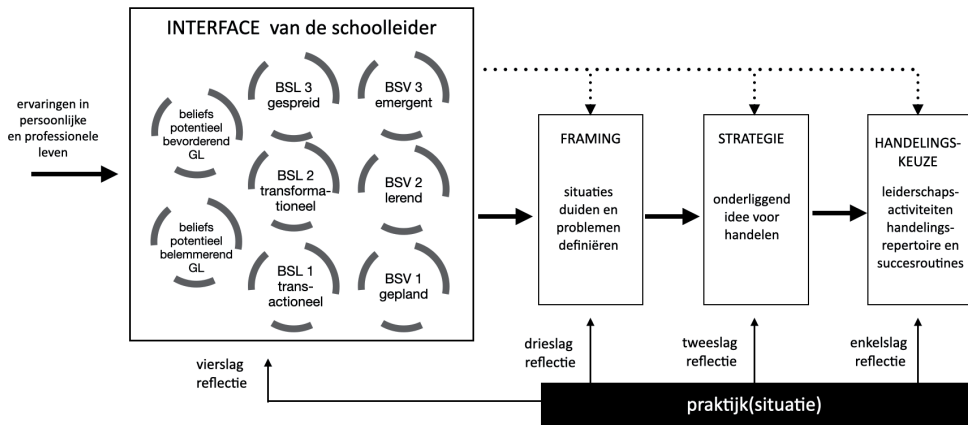 INTERFACE van de schoolleider
ervaringen in
persoonlijke
en professionele
leven
beliefs
potentieel
bevorderend
GL
beliefs
potentieel
belemmerend
GL
BSL 3
gespreid
BSL 2
transforma-
tioneel
BSL 1
trans-
actioneel
BSV 3
emergent
BSV 2
lerend
BSV 1
gepland
FRAMING
situaties
duiden en
problemen
definiëren
STRATEGIE
onderliggend
idee voor
handelen
HANDELINGS-
KEUZE
leiderschaps-
activiteiten
handelings-
repertoire en
succesroutines
vierslag
reflectie
drieslag
reflectie
tweeslag
reflectie
enkelslag
reflectie
praktijk(situatie)